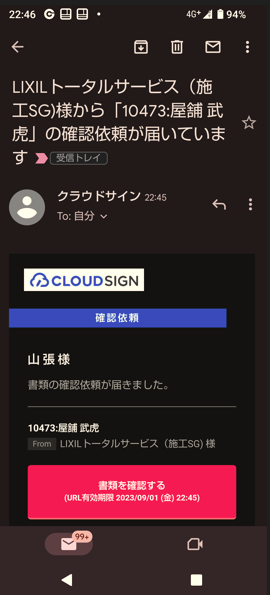 22:46 4G+ 94%
LIXILトータルサービス（施
工SG)様から「10473:屋舗 武
虎」の確認依頼が届いていま
す 受信トレイ
クラウドサイン 22:45
To: 自分
CLOUDSIGN
確認依頼
山 張 様
書類の確認依頼が届きました。
10473:屋舗 武虎
From LIXILトータルサービス（施工SG) 様
書類を確認する
(URL有効期限 2023/09/01 (金) 22:45)
99+